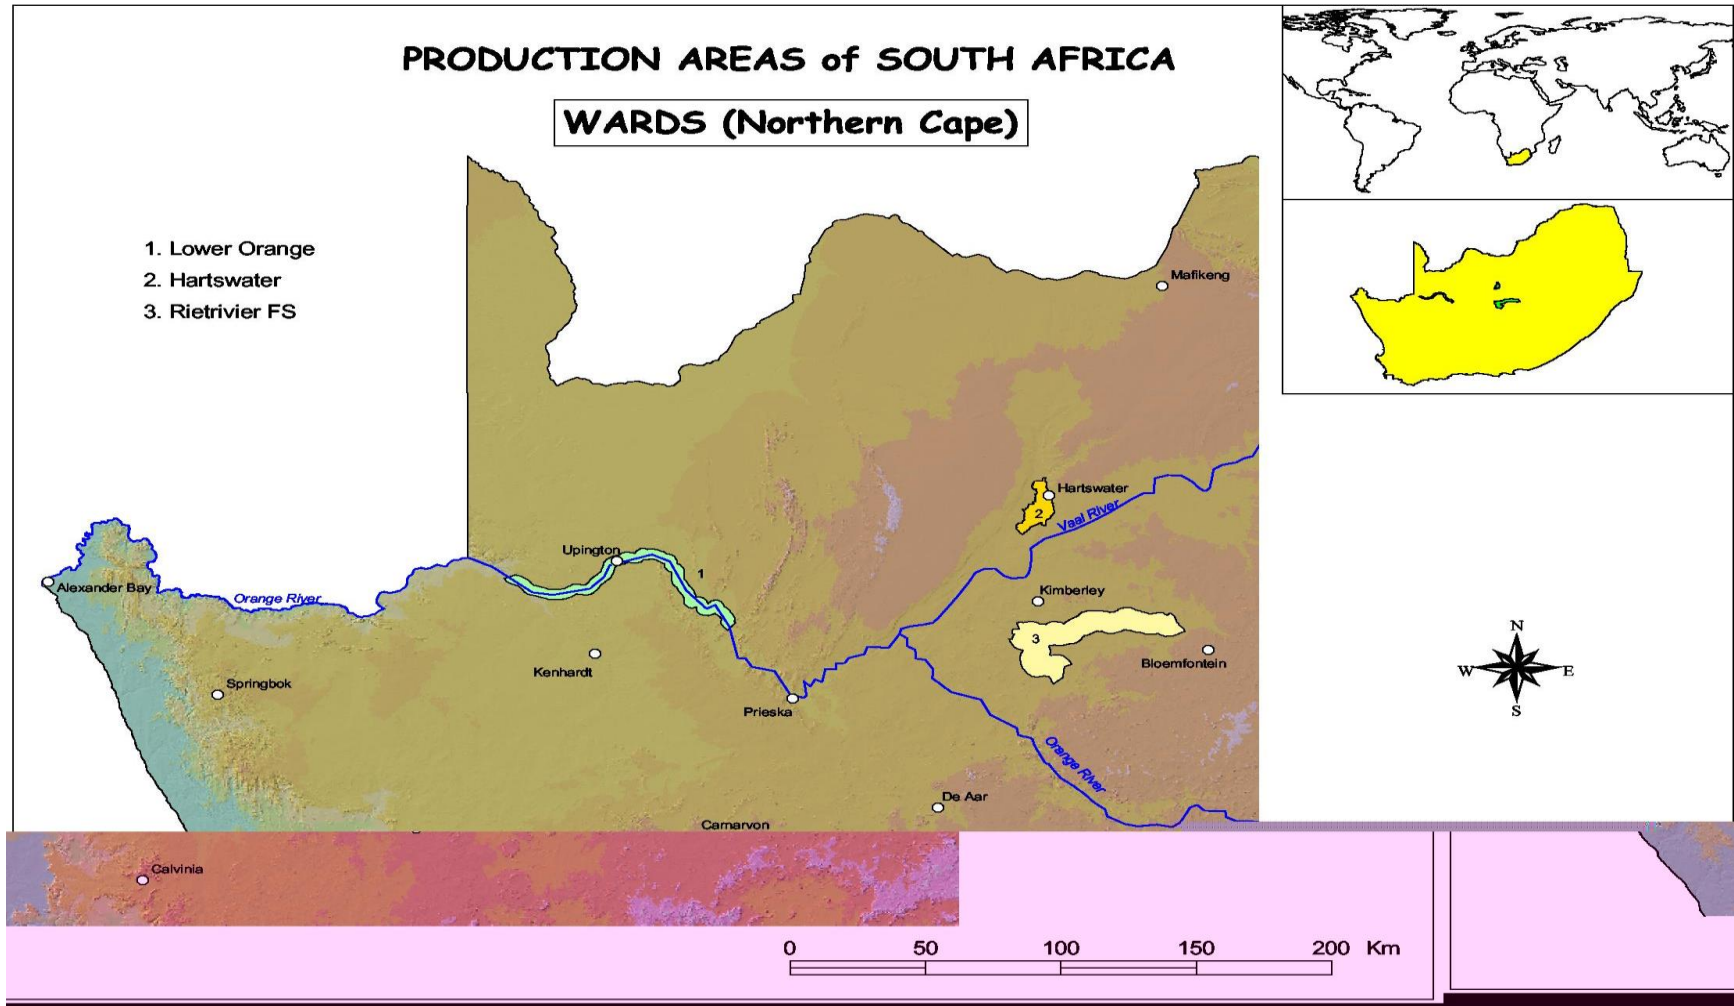 PRODUCTION AREAS of SOUTH AFRICA
WARDS (Northern Cape)
1. Lower Orange
2. Hartswater
3. Rietrivier FS
Mafikeng
Hartswater
2
Vaal River
Upington
1
Alexander Bay
Orange River
Kimberley
3
Bloemfontein
Kenhardt
Springbok
Prieska
Orange River
De Aar
Carnarvon
Calvinia
N
W E
S
0 50 100 150 200 Km